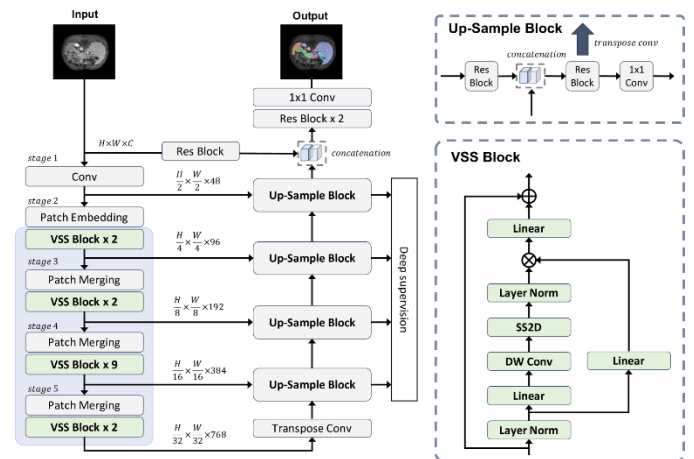 Input
Output
1x1 Conv
Res Block x 2
H×W×C
Res Block
concatenation
stage 1
Conv
H/2 × W/2 ×48
Up-Sample Block
stage 2
Patch Embedding
VSS Block x 2
H/4 × W/4 ×96
Up-Sample Block
stage 3
Patch Merging
VSS Block x 2
H/8 × W/8 ×192
Up-Sample Block
stage 4
Patch Merging
VSS Block x 9
H/16 × W/16 ×384
Up-Sample Block
stage 5
Patch Merging
VSS Block x 2
H/32 × W/32 ×768
Transpose Conv
Deep supervision
Up-Sample Block
concatenation
transpose conv
Res
Block
Res
Block
1x1
Conv
VSS Block
Linear
Layer Norm
SS2D
DW Conv
Linear
Linear
Layer Norm